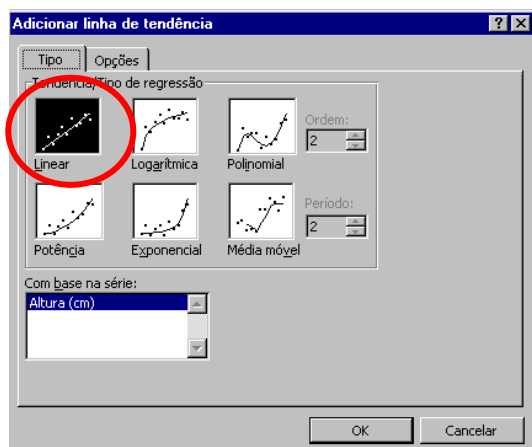 Adicionar linha de tendência
Tipo
Opções
Tendência/Tipo de regressão
Linear
Logarítmica
Polinomial
Ordem:
2
Potência
Exponencial
Média móvel
Período:
2
Com base na série:
Altura (cm)
OK
Cancelar